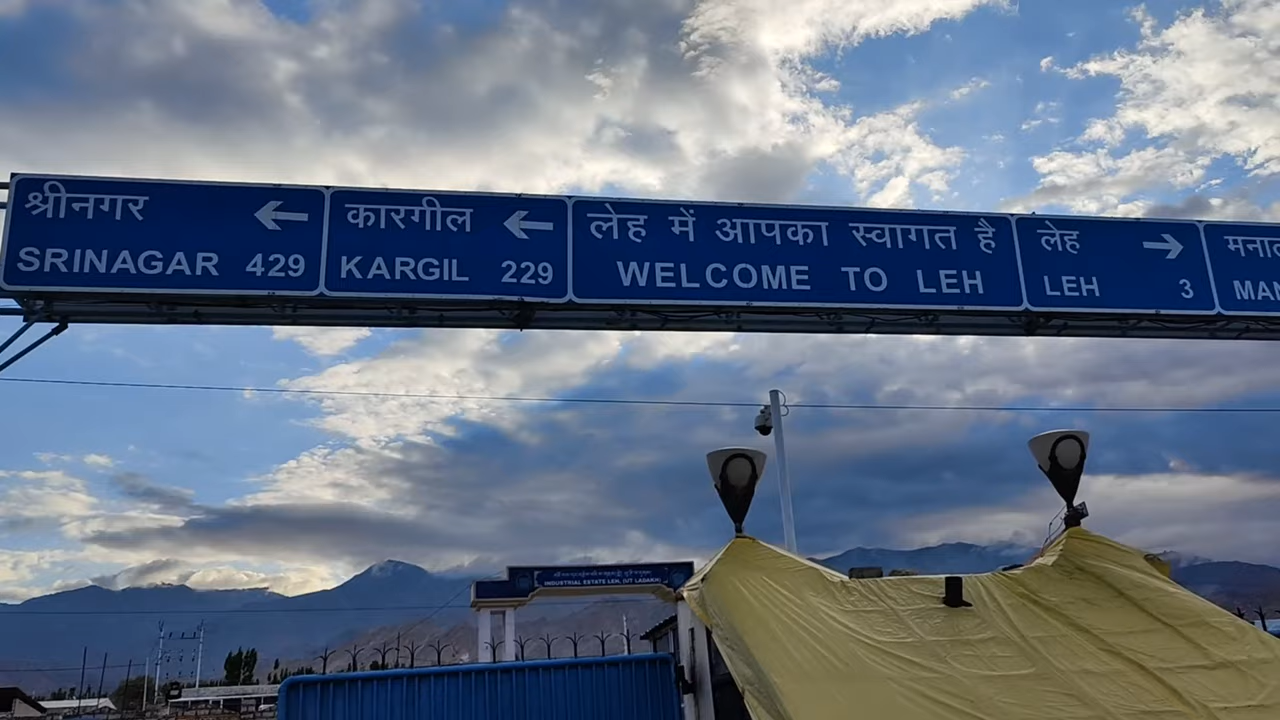 श्रीनगर ←
SRINAGAR 429
कारगील ←
KARGIL 229
लेह में आपका स्वागत है
WELCOME TO LEH
लेह →
LEH 3
INDUSTRIAL ESTATE LEH, (UT LADAKH)